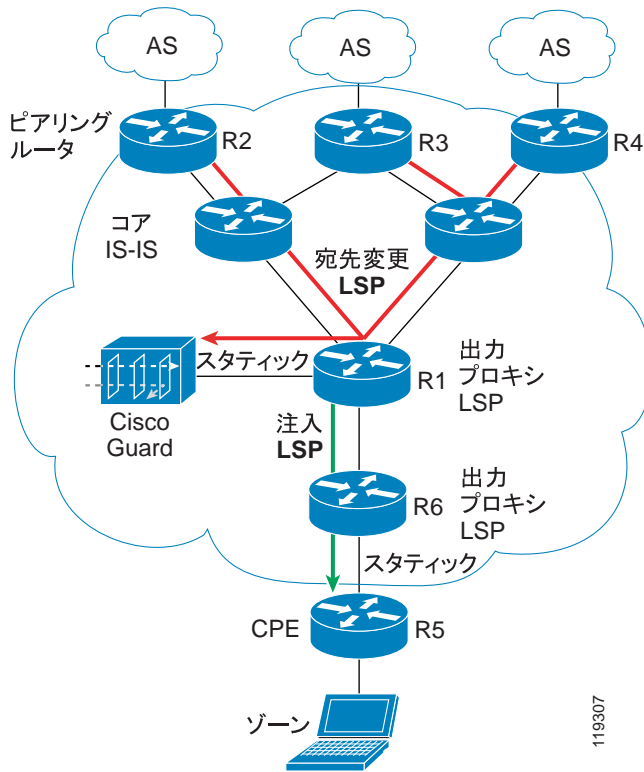 AS
AS
AS
ピアリング
ルータ
R2
R3
R4
コア
IS-IS
宛先変更
LSP
スタティック
R1
出力
プロキシ
LSP
Cisco
Guard
注入
LSP
R6
出力
プロキシ
LSP
スタティック
CPE
R5
ゾーン
119307